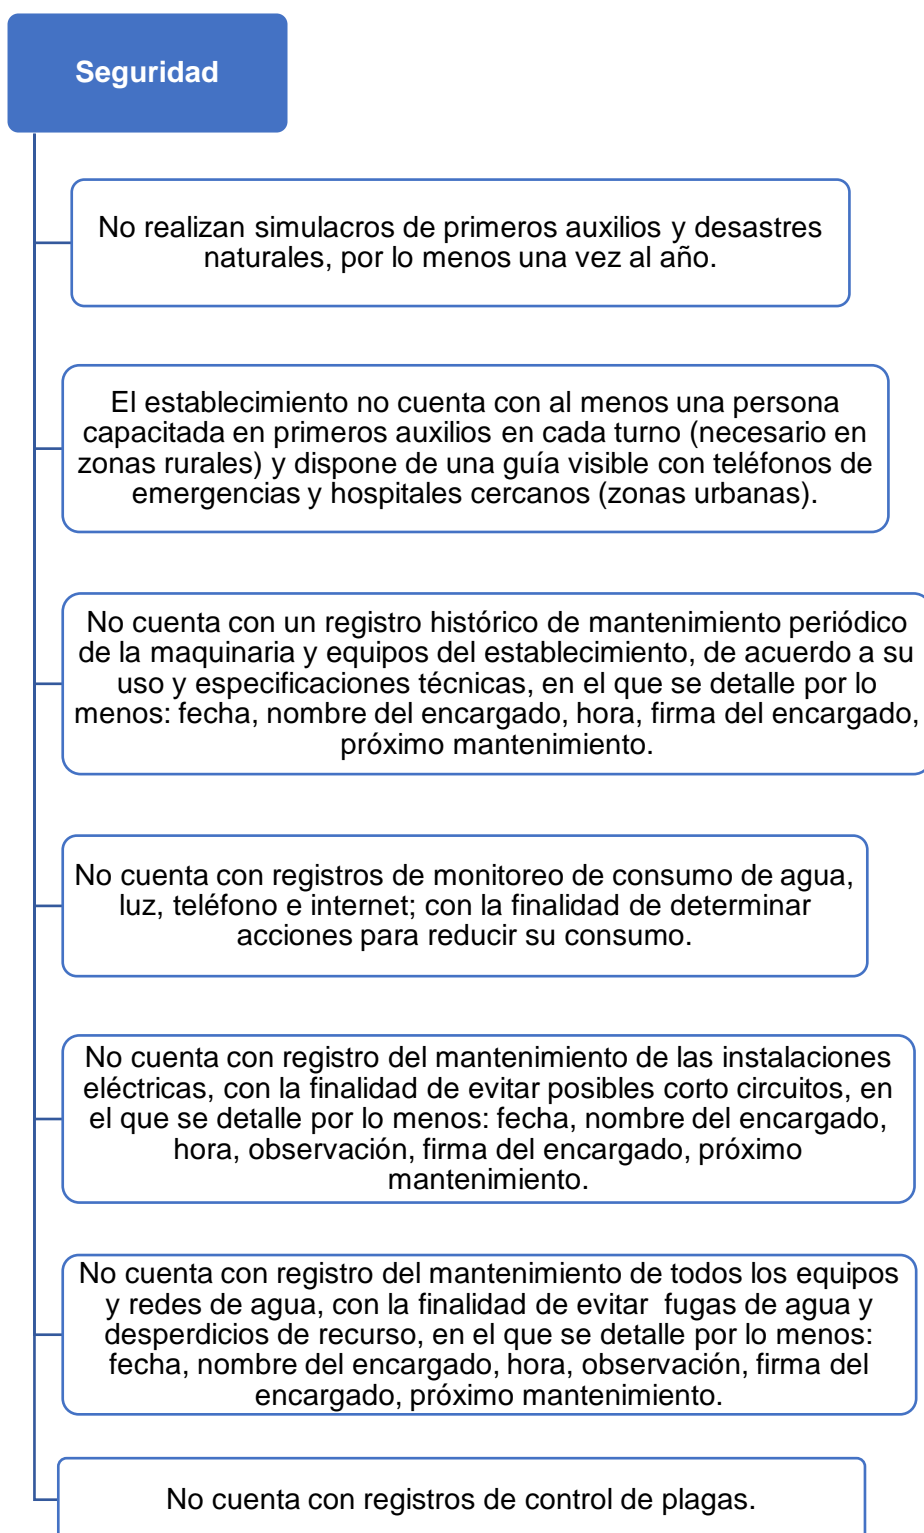 Seguridad
No realizan simulacros de primeros auxilios y desastres
naturales, por lo menos una vez al año.
El establecimiento no cuenta con al menos una persona
capacitada en primeros auxilios en cada turno (necesario en
zonas rurales) y dispone de una guía visible con teléfonos de
emergencias y hospitales cercanos (zonas urbanas).
No cuenta con un registro histórico de mantenimiento periódico
de la maquinaria y equipos del establecimiento, de acuerdo a su
uso y especificaciones técnicas, en el que se detalle por lo
menos: fecha, nombre del encargado, hora, firma del encargado,
próximo mantenimiento.
No cuenta con registros de monitoreo de consumo de agua,
luz, teléfono e internet; con la finalidad de determinar
acciones para reducir su consumo.
No cuenta con registro del mantenimiento de las instalaciones
eléctricas, con la finalidad de evitar posibles corto circuitos, en
el que se detalle por lo menos: fecha, nombre del encargado,
hora, observación, firma del encargado, próximo
mantenimiento.
No cuenta con registro del mantenimiento de todos los equipos
y redes de agua, con la finalidad de evitar  fugas de agua y
desperdicios de recurso, en el que se detalle por lo menos:
fecha, nombre del encargado, hora, observación, firma del
encargado, próximo mantenimiento.
No cuenta con registros de control de plagas.